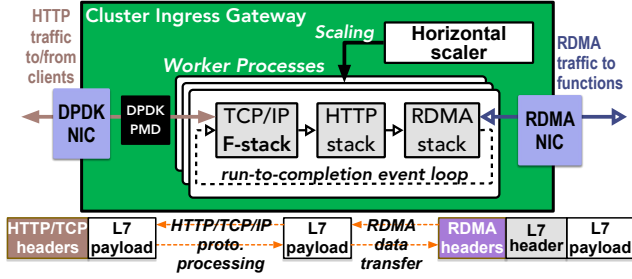 HTTP
traffic
to/from
clients
Cluster Ingress Gateway
Scaling
Horizontal
scaler
RDMA
traffic to
functions
Worker Processes
DPDK
NIC
DPDK
PMD
TCP/IP
F-stack
HTTP
stack
RDMA
stack
RDMA
NIC
run-to-completion event loop
HTTP/TCP
headers
L7
payload
HTTP/TCP/IP
proto.
processing
L7
payload
RDMA
data
transfer
RDMA
headers
L7
header
L7
payload